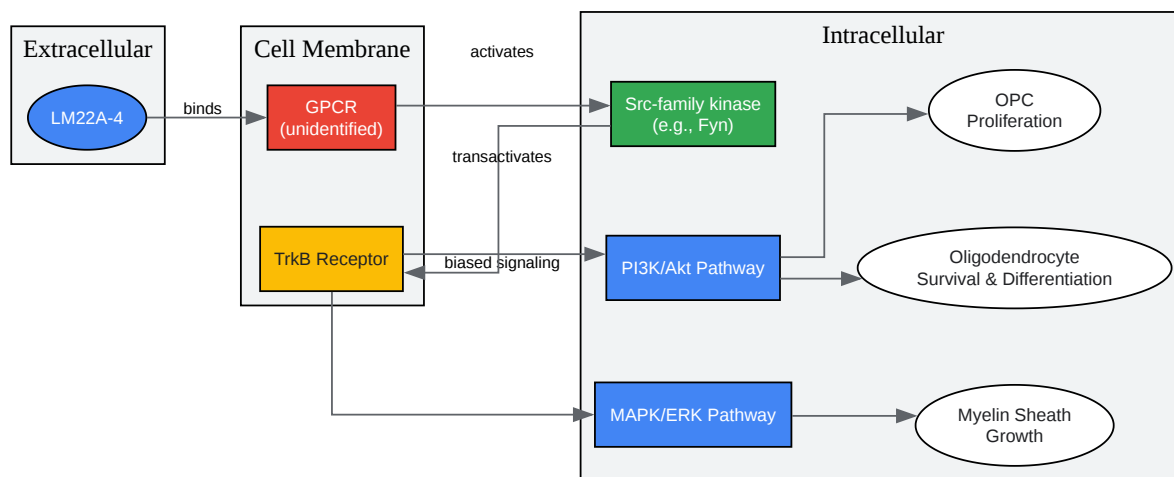 Extracellular
LM22A-4
binds
Cell Membrane
GPCR
(unidentified)
TrkB Receptor
activates
transactivates
biased signaling
Intracellular
Src-family kinase
(e.g., Fyn)
PI3K/Akt Pathway
MAPK/ERK Pathway
OPC
Proliferation
Oligodendrocyte
Survival & Differentiation
Myelin Sheath
Growth